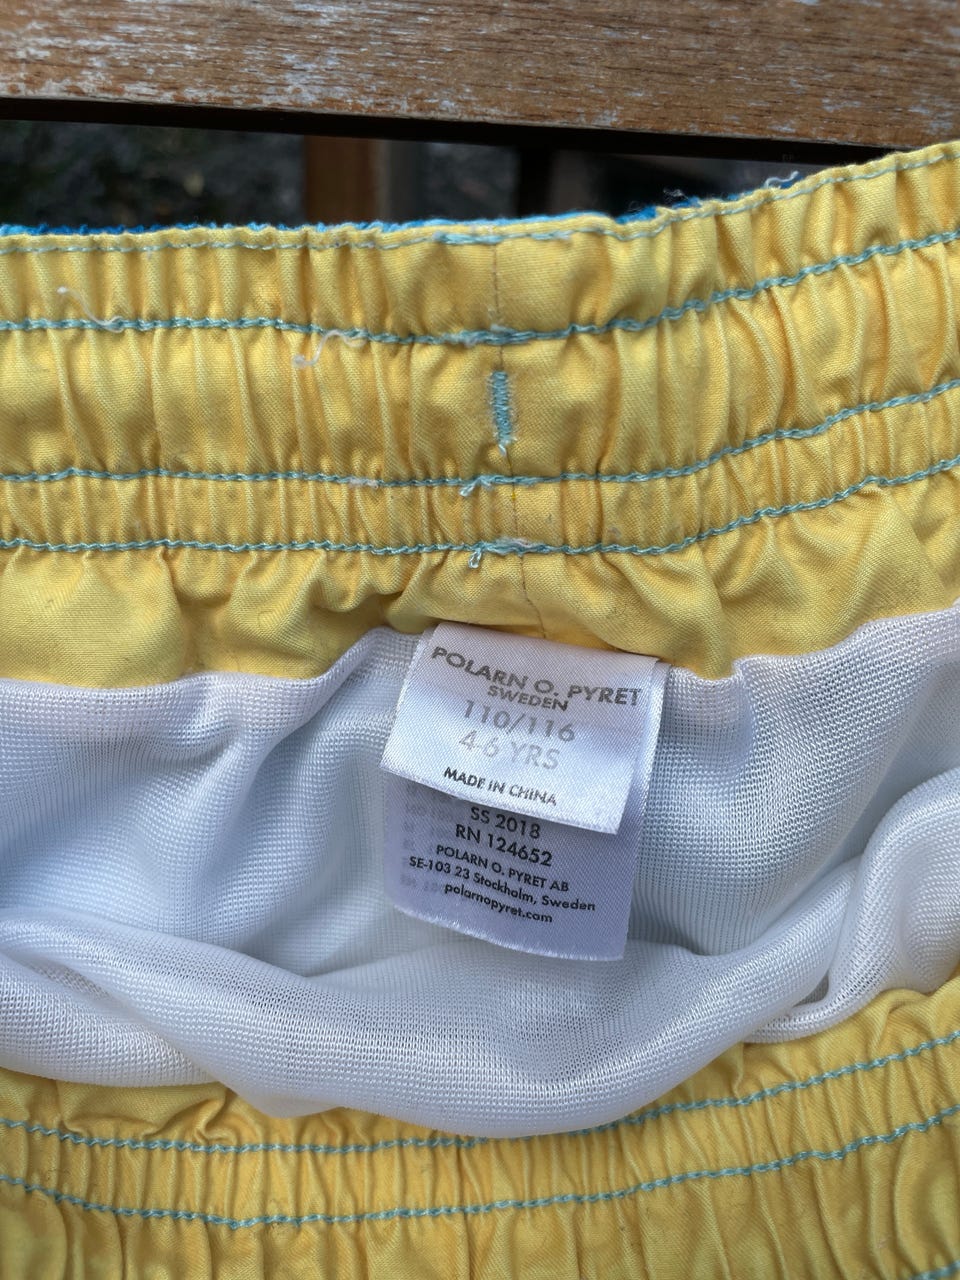 POLARN O. PYRET
SWEDEN
110/116
4-6 YRS
MADE IN CHINA
SS 2018
RN 124652
POLARN O. PYRET AB
SE-103 23 Stockholm, Sweden
polarnopyret.com